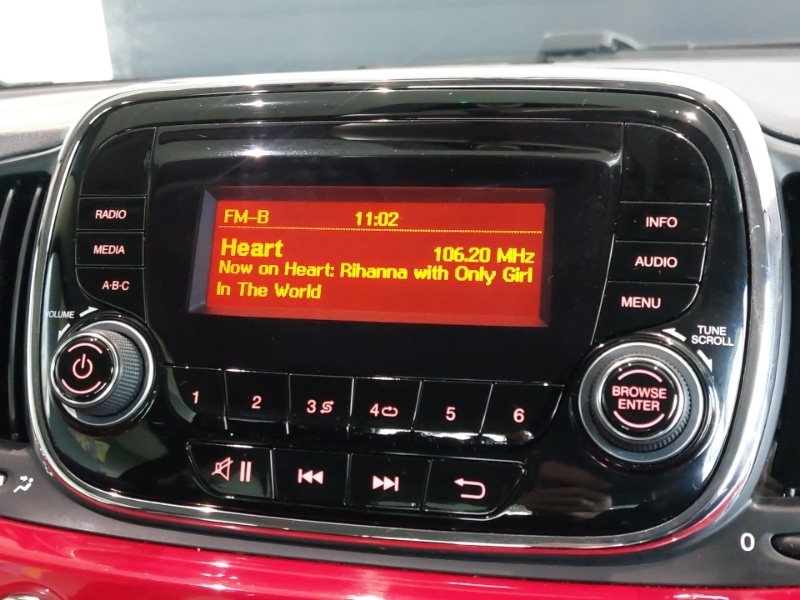 FM-B 11:02
Heart 106.20 MHz
Now on Heart: Rihanna with Only Girl
In The World
RADIO
MEDIA
A·B·C
VOLUME
INFO
AUDIO
MENU
TUNE
SCROLL
BROWSE
ENTER
1 2 3 4 5 6
0